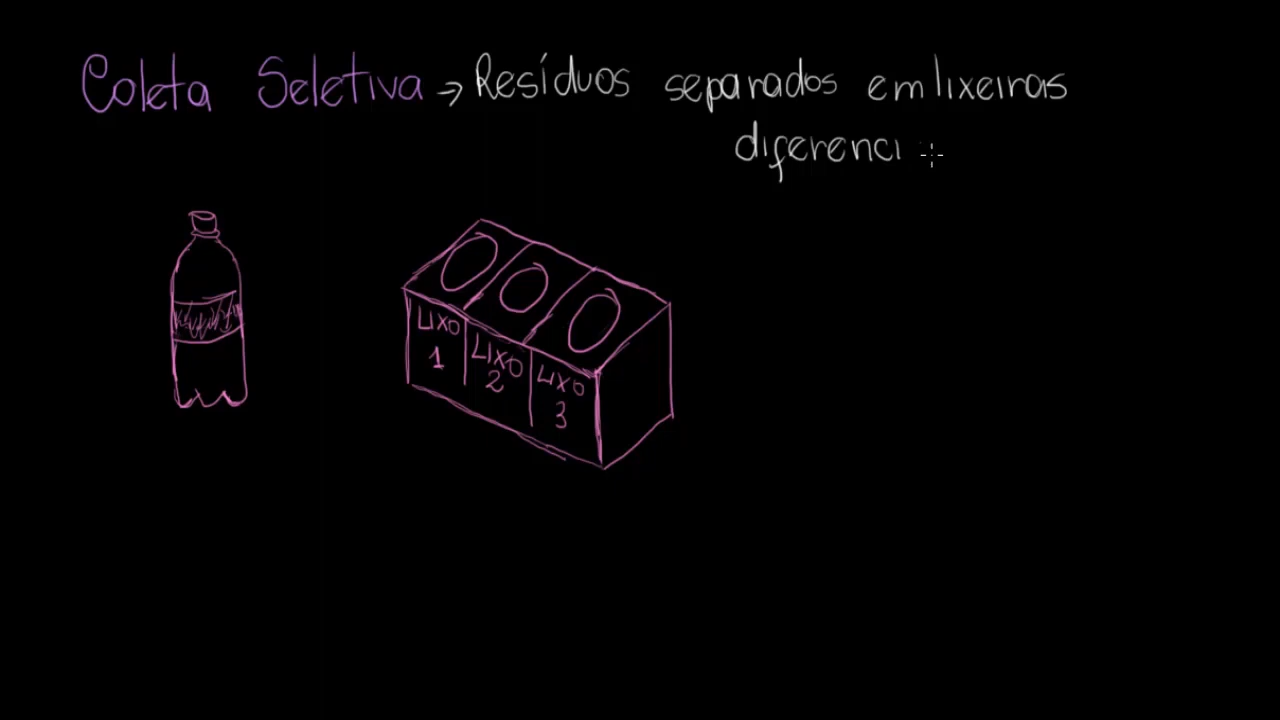 Coleta Seletiva → Resíduos separados em lixeiras
diferenci
LIXO
1
LIXO
2
LIXO
3